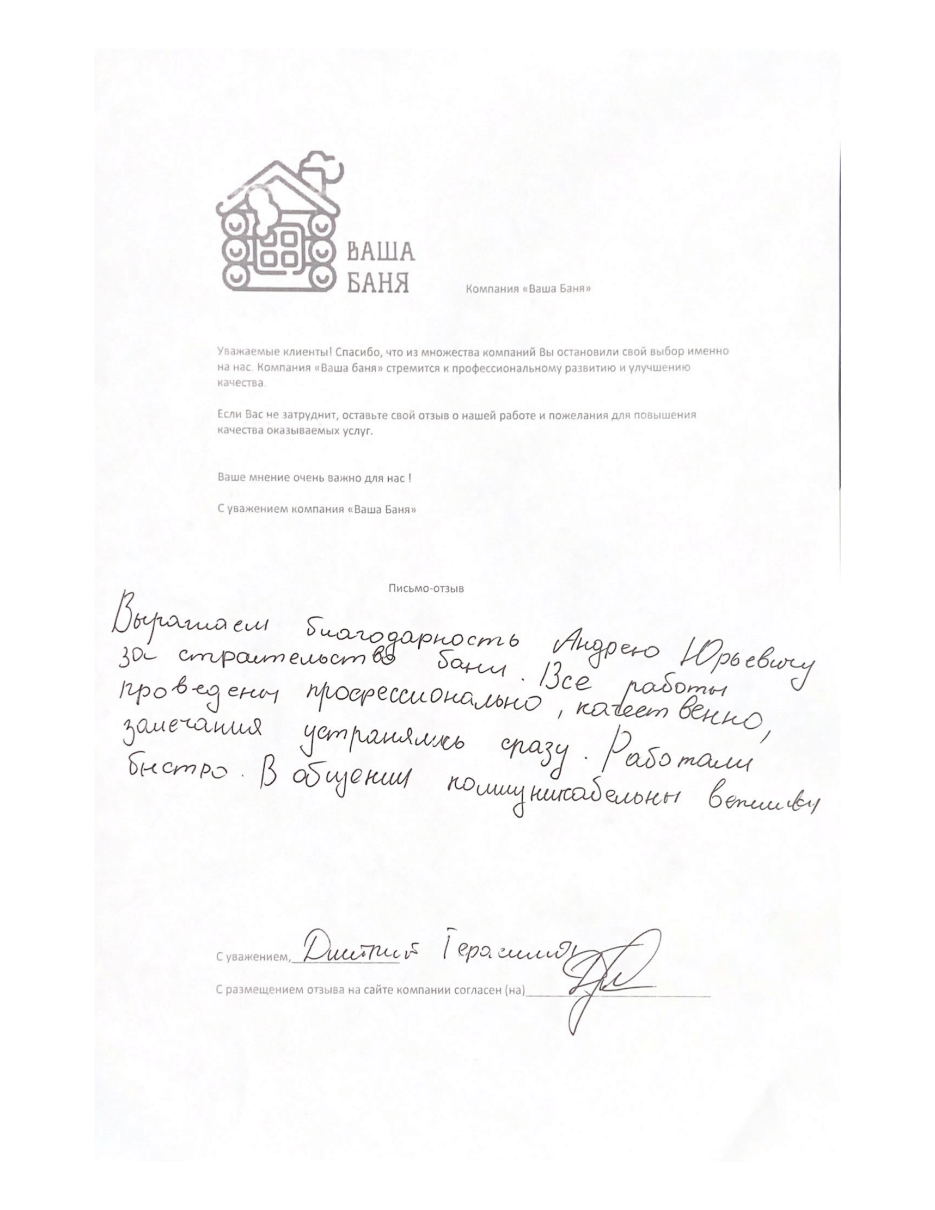 ВАША
БАНЯ
Компания «Ваша Баня»
Уважаемые клиенты! Спасибо, что из множества компаний Вы остановили свой выбор именно
на нас. Компания «Ваша баня» стремится к профессиональному развитию и улучшению
качества.
Если Вас не затруднит, оставьте свой отзыв о нашей работе и пожелания для повышения
качества оказываемых услуг.
Ваше мнение очень важно для нас !
С уважением компания «Ваша Баня»
Письмо-отзыв
Выражаем благодарность Андрею Юрьевичу
за строительство бани. Все работы
проведены профессионально, качественно,
замечания устранялись сразу. Работали
быстро. В общении коммуникабельны вежливы
С уважением, Дмитрий
С размещением отзыва на сайте компании согласен (на)